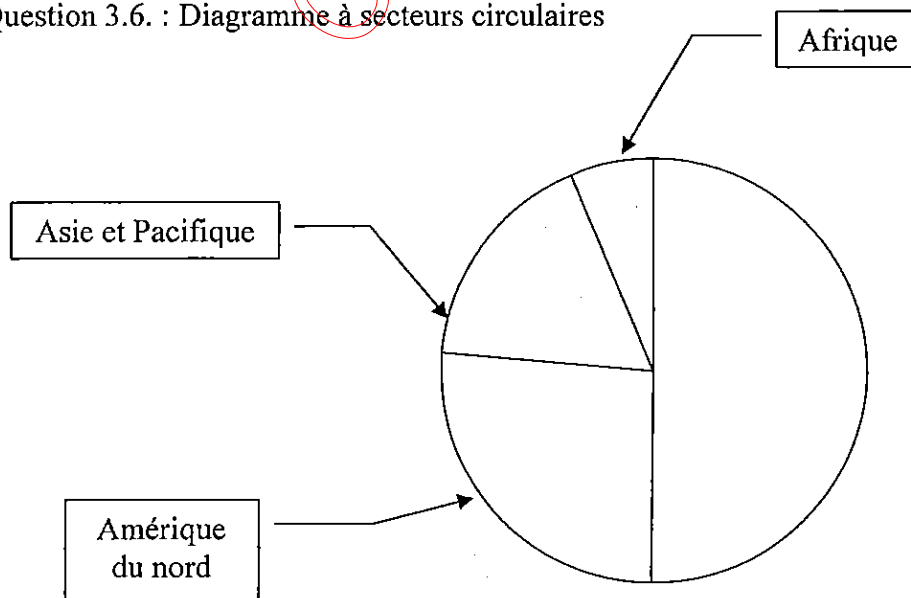 Question 3.6. : Diagramme à secteurs circulaires
Afrique
Asie et Pacifique
Amérique
du nord